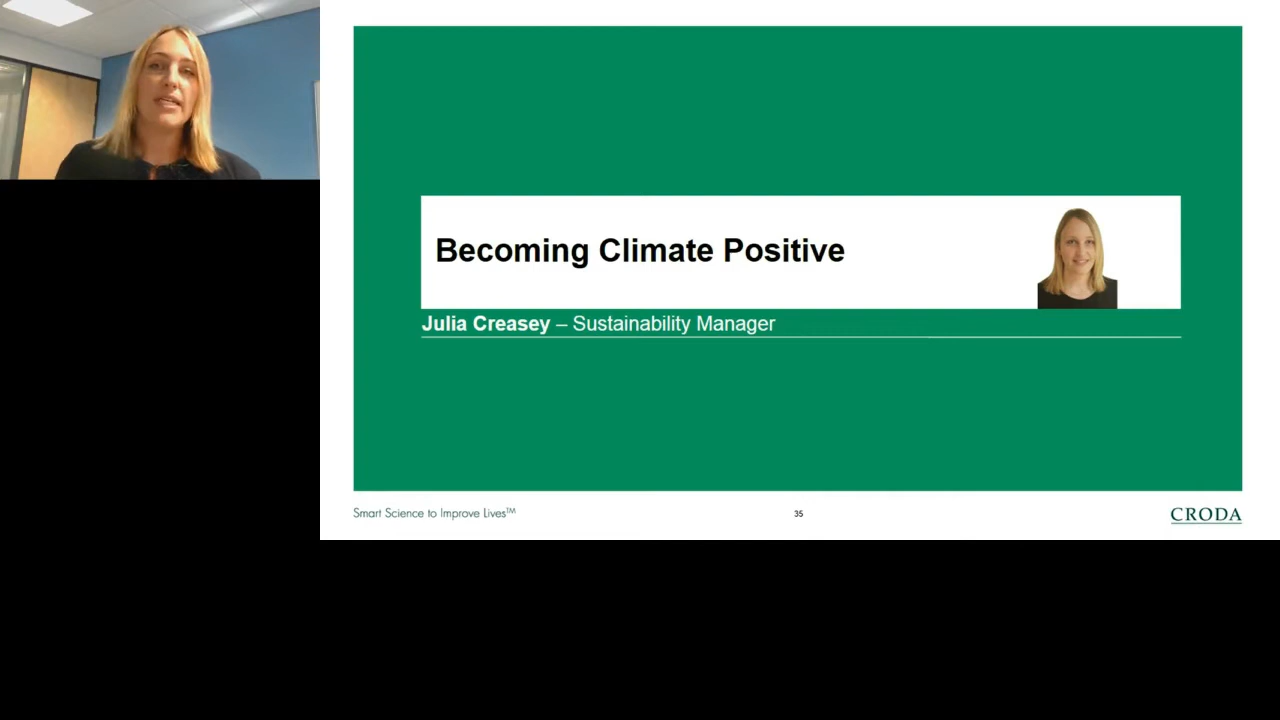 Becoming Climate Positive
Julia Creasey – Sustainability Manager
Smart Science to Improve Lives™
35
CRODA